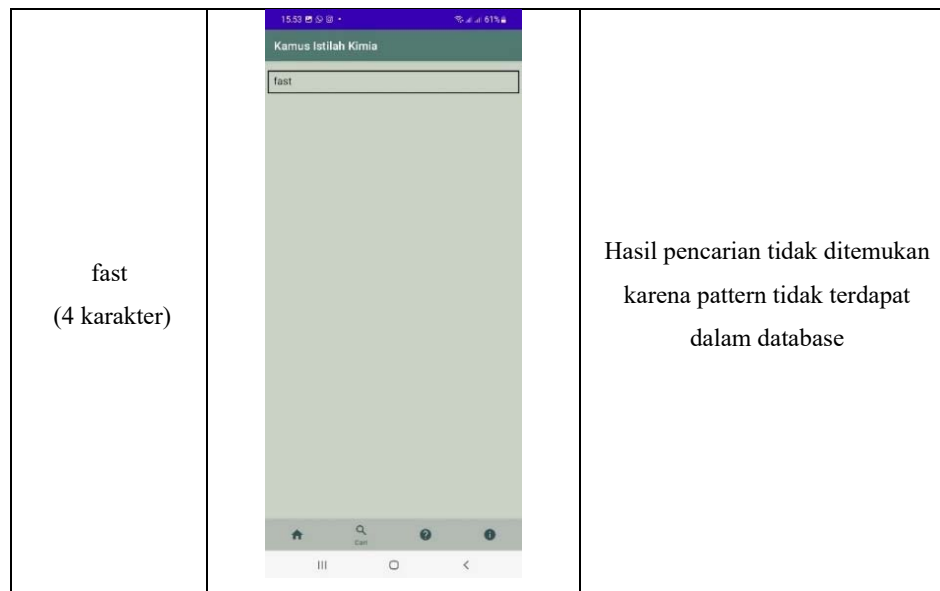 fast
(4 karakter)
15.53
61%
Kamus Istilah Kimia
fast
Cari
Hasil pencarian tidak ditemukan
karena pattern tidak terdapat
dalam database